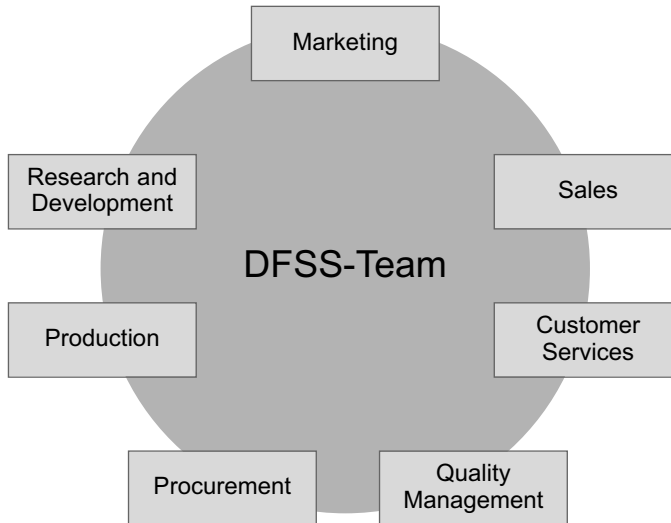 Marketing
Research and
Development
Sales
DFSS-Team
Production
Customer
Services
Procurement
Quality
Management